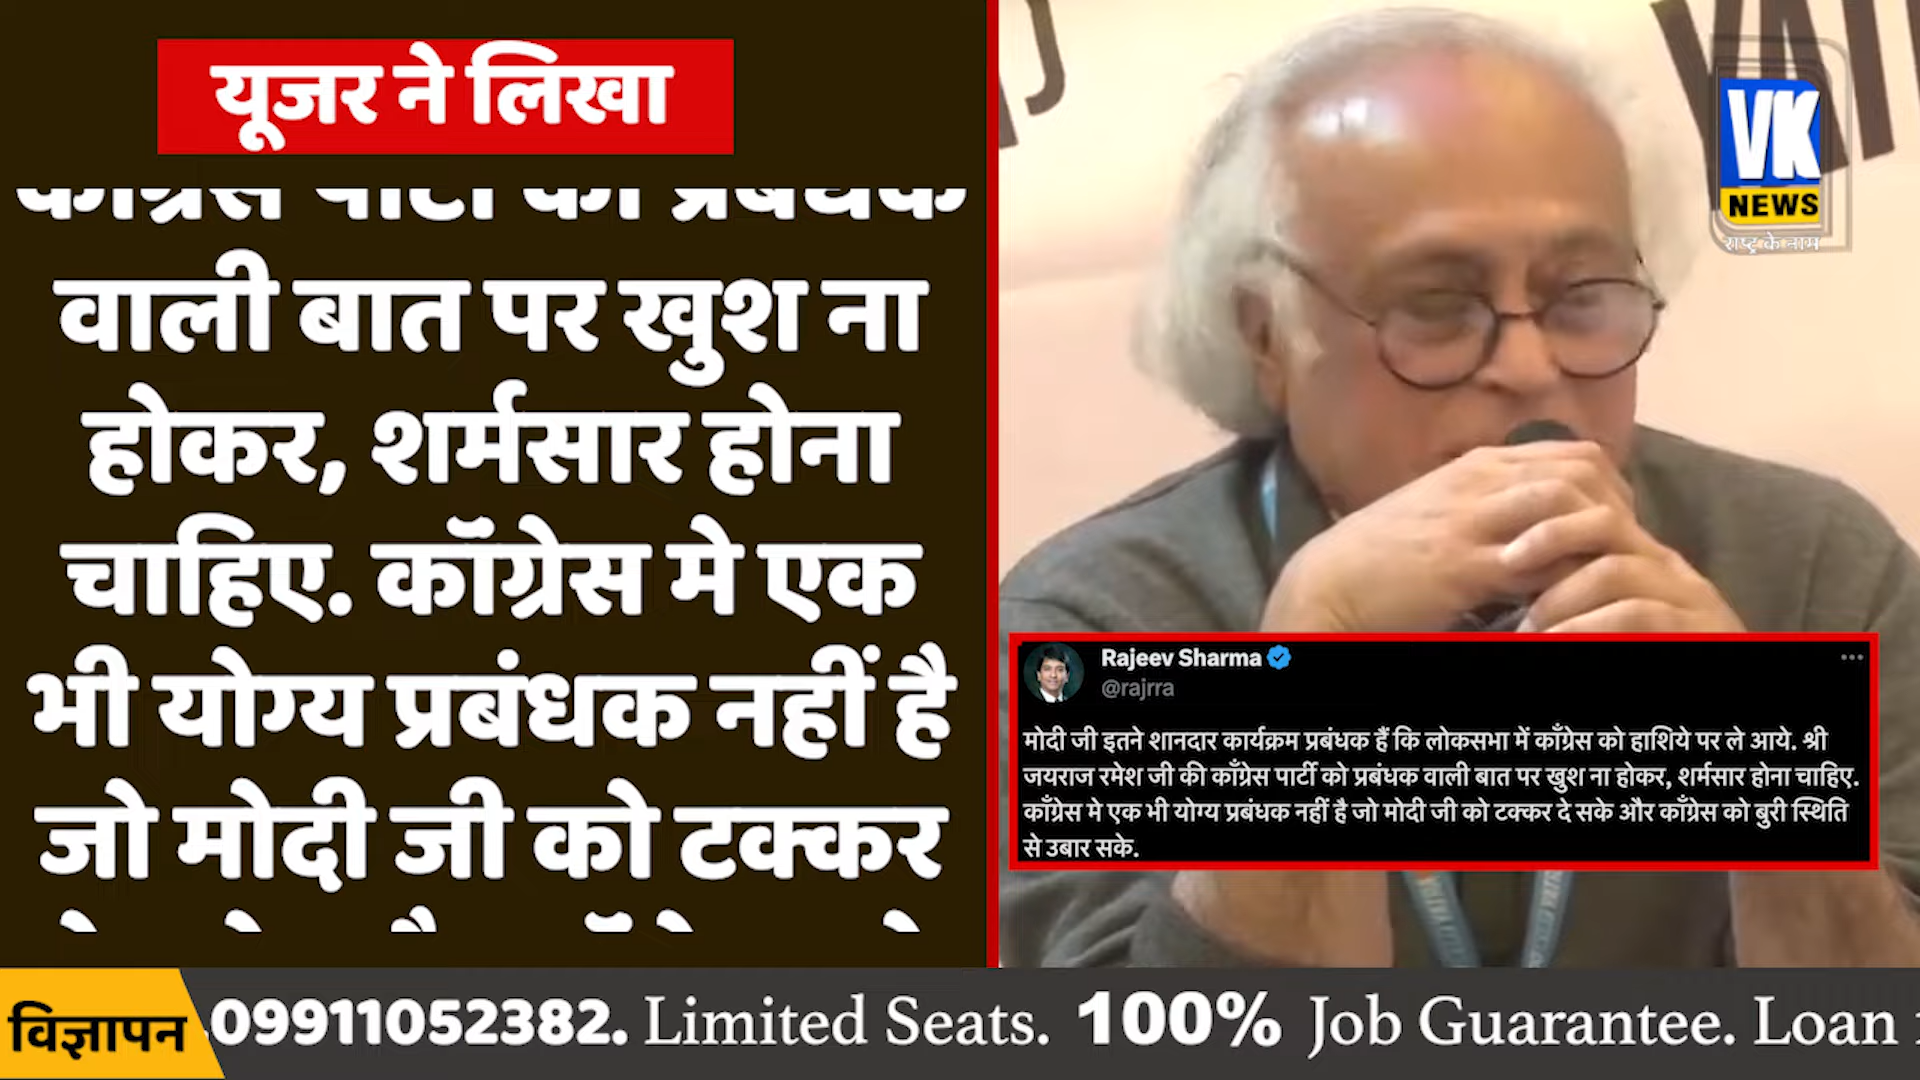 यूजर ने लिखा
काँग्रेस पार्टी को प्रबंधक
वाली बात पर खुश ना
होकर, शर्मसार होना
चाहिए. काँग्रेस मे एक
भी योग्य प्रबंधक नहीं है
जो मोदी जी को टक्कर
VK
NEWS
राष्ट्र के नाम
Rajeev Sharma
@rajrra
मोदी जी इतने शानदार कार्यक्रम प्रबंधक हैं कि लोकसभा में काँग्रेस को हाशिये पर ले आये. श्री
जयराज रमेश जी की काँग्रेस पार्टी को प्रबंधक वाली बात पर खुश ना होकर, शर्मसार होना चाहिए.
काँग्रेस मे एक भी योग्य प्रबंधक नहीं है जो मोदी जी को टक्कर दे सके और काँग्रेस को बुरी स्थिति
से उबार सके.
विज्ञापन
09911052382. Limited Seats. 100% Job Guarantee. Loan